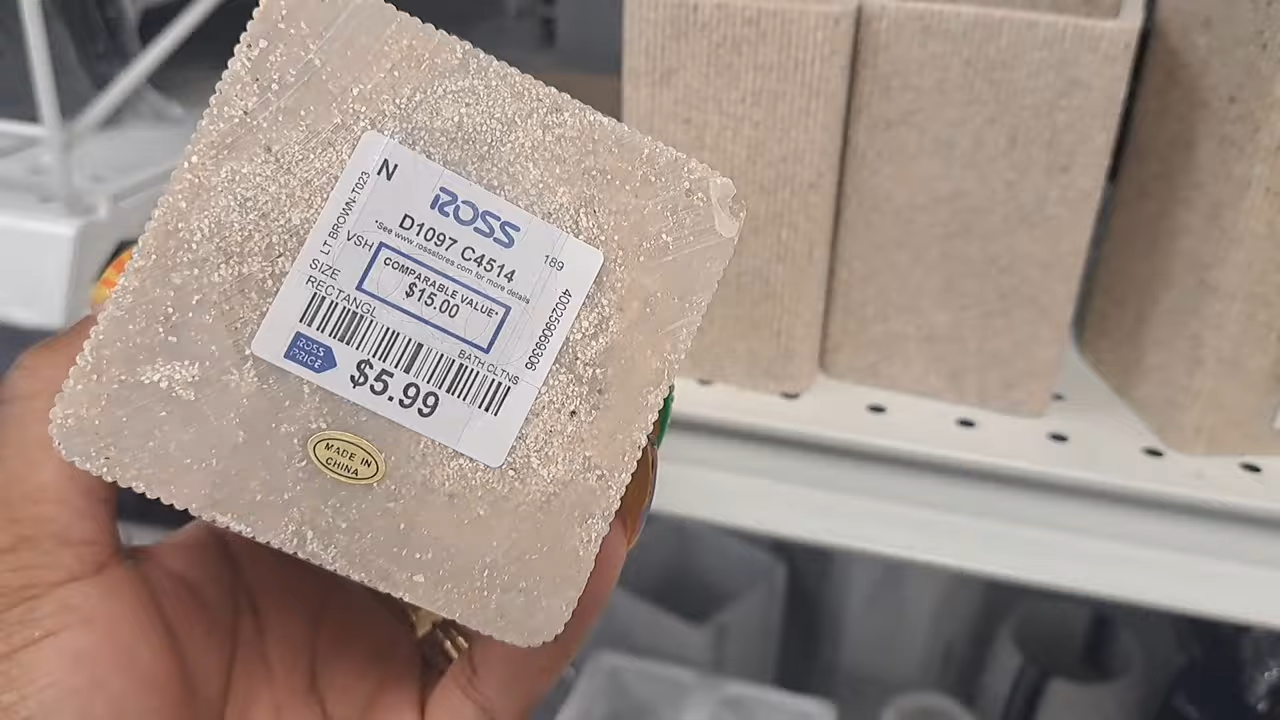 N
ROSS
D1097 C4514
*See www.rossstores.com for more details
189
LT BROWN-T023
VSH
SIZE
RECTANGL
COMPARABLE VALUE*
$15.00
400259069306
BATH CLTNS
ROSS
PRICE
$5.99
MADE IN
CHINA